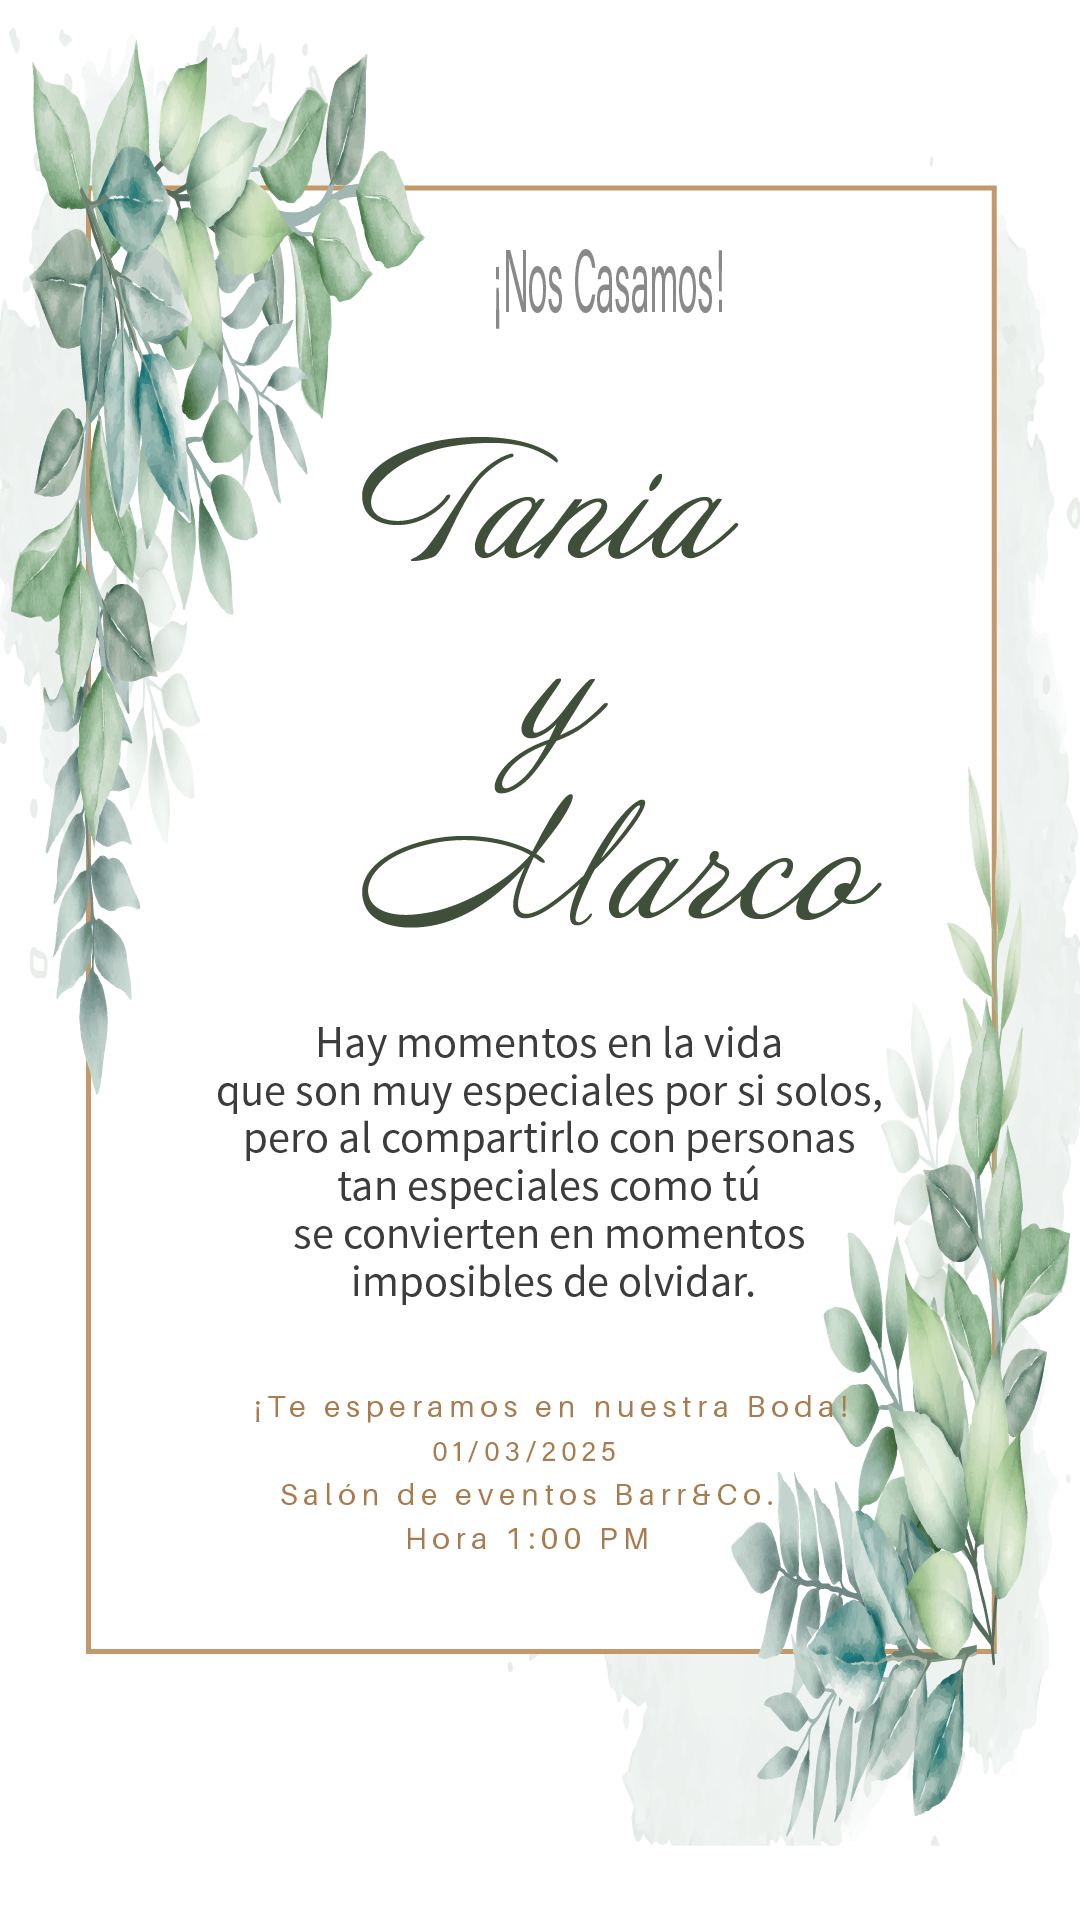 ¡Nos Casamos!
Tania
y
Marco
Hay momentos en la vida
que son muy especiales por si solos,
pero al compartirlo con personas
tan especiales como tú
se convierten en momentos
imposibles de olvidar.
¡Te esperamos en nuestra Boda!
01/03/2025
Salón de eventos Barr&Co.
Hora 1:00 PM